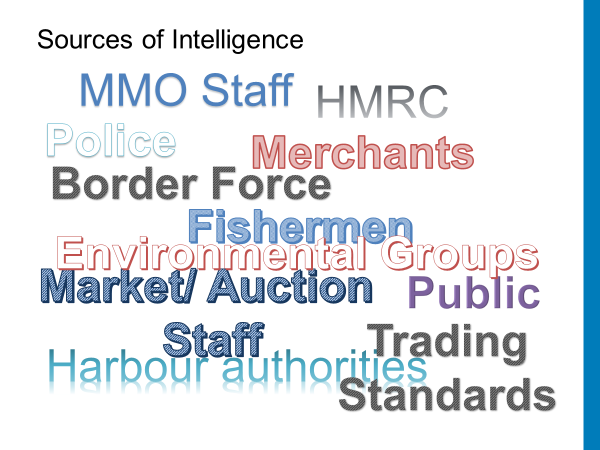 Sources of Intelligence
MMO Staff
HMRC
Police
Merchants
Border Force
Fishermen
Environmental Groups
Market/ Auction
Staff
Public
Harbour authorities
Trading
Standards